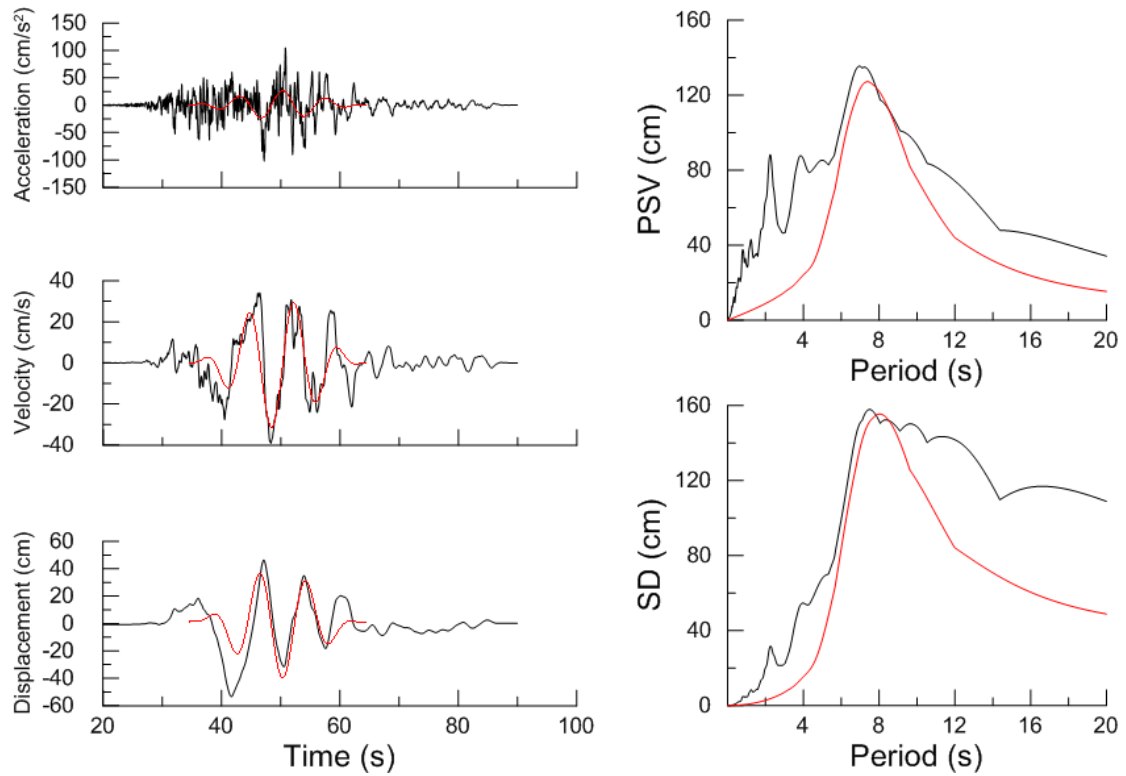 150
100
50
0
-50
-100
-150
Acceleration (cm/s²)
40
20
0
-20
-40
Velocity (cm/s)
60
40
20
0
-20
-40
-60
Displacement (cm)
20 40 60 80 100
Time (s)
160
120
80
40
0
PSV (cm)
4 8 12 16 20
Period (s)
160
120
80
40
0
SD (cm)
4 8 12 16 20
Period (s)